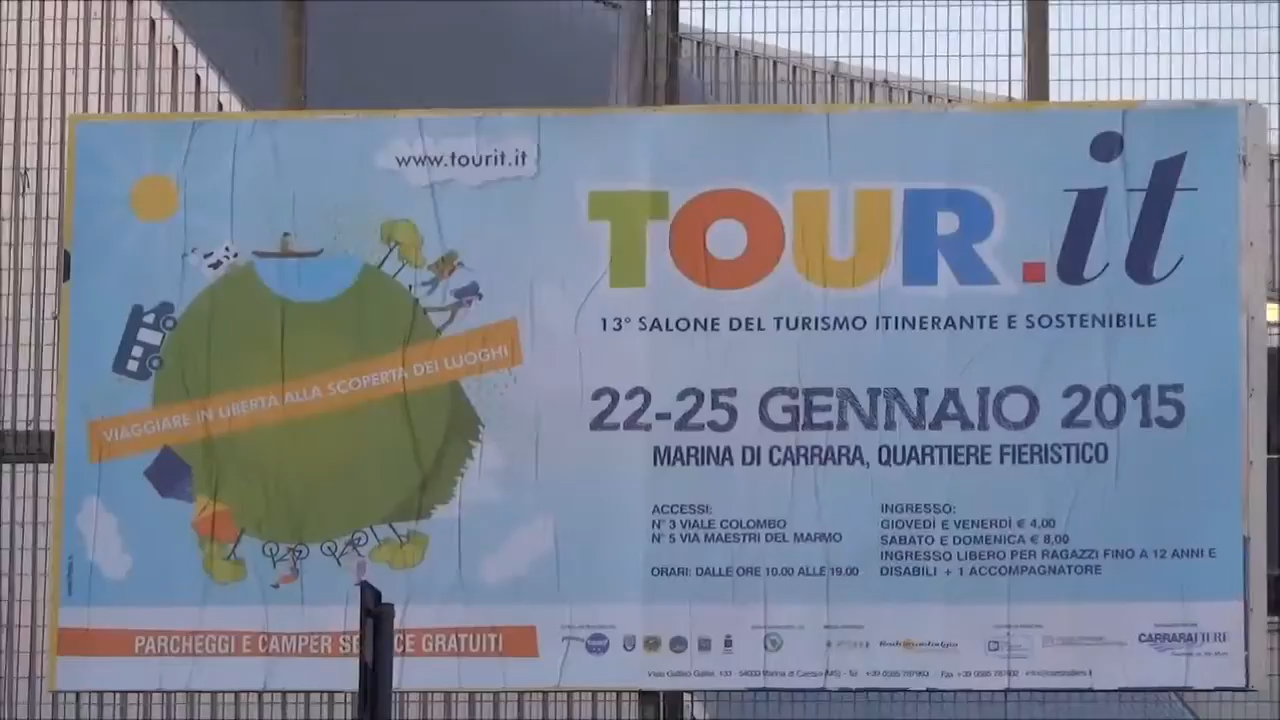 www.tourit.it
TOUR.it
13° SALONE DEL TURISMO ITINERANTE E SOSTENIBILE
VIAGGIARE IN LIBERTÀ ALLA SCOPERTA DEI LUOGHI
22-25 GENNAIO 2015
MARINA DI CARRARA, QUARTIERE FIERISTICO
ACCESSI:
N° 3 VIALE COLOMBO
N° 5 VIA MAESTRI DEL MARMO
ORARI: DALLE ORE 10.00 ALLE 19.00
INGRESSO:
GIOVEDÌ E VENERDÌ € 4,00
SABATO E DOMENICA € 8,00
INGRESSO LIBERO PER RAGAZZI FINO A 12 ANNI E
DISABILI + 1 ACCOMPAGNATORE
PARCHEGGI E CAMPER SE CE GRATUITI
CARRARAFIERE